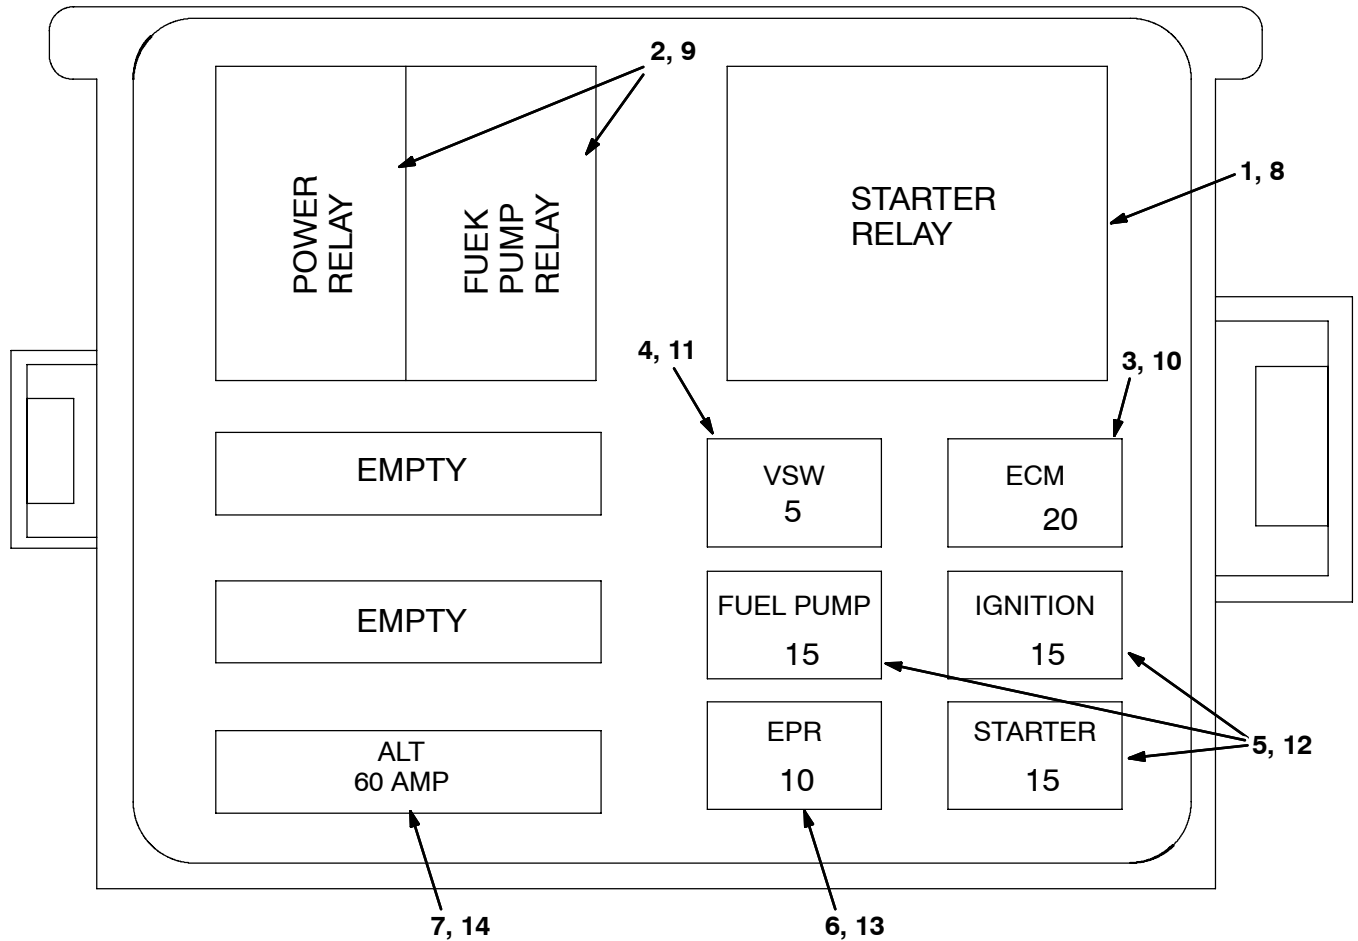 2, 9
POWER
RELAY
FUEK
PUMP
RELAY
STARTER
RELAY
1, 8
4, 11
3, 10
EMPTY
VSW
5
ECM
20
EMPTY
FUEL PUMP
15
IGNITION
15
5, 12
ALT
60 AMP
EPR
10
STARTER
15
7, 14
6, 13